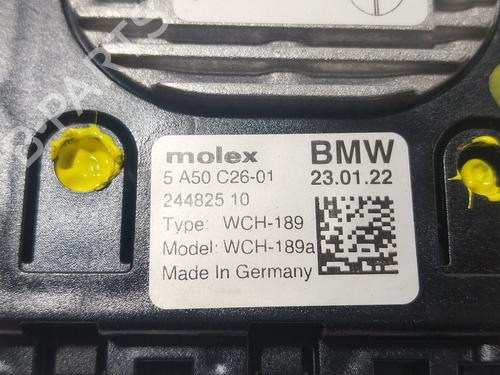 B-PARTS
molex BMW
5 A50 C26-01 23.01.22
244825 10
Type: WCH-189
Model: WCH-189a
Made In Germany